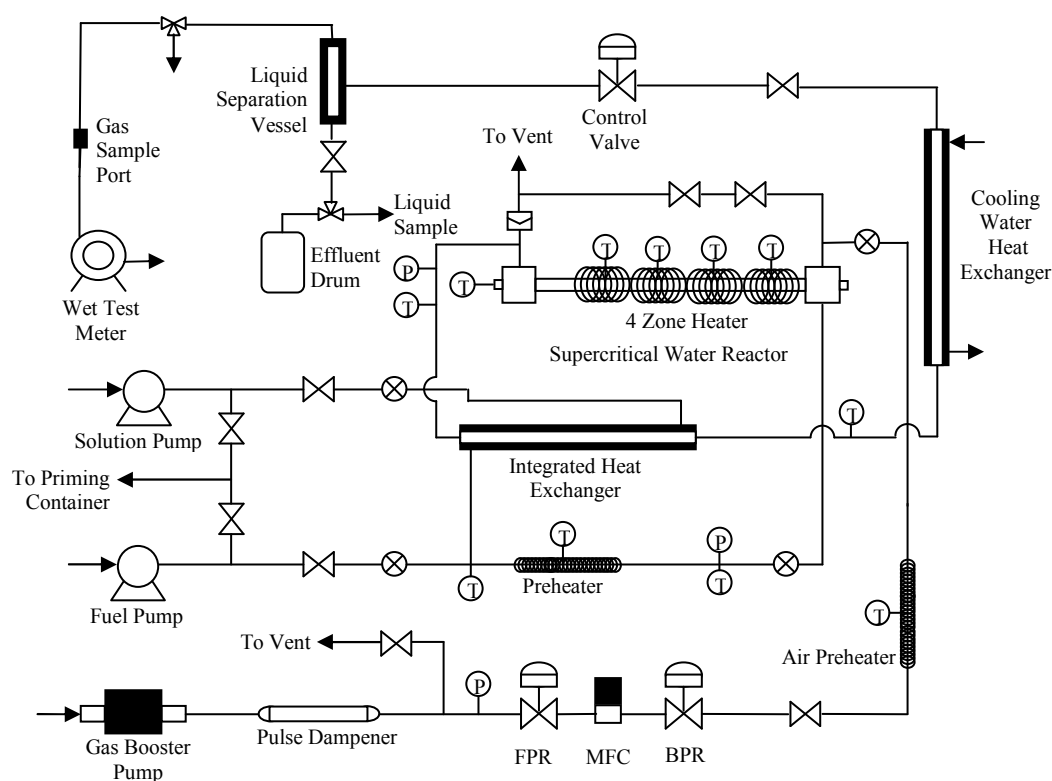 Liquid
Separation
Vessel
Gas
Sample
Port
To Vent
Control
Valve
Cooling
Water
Heat
Exchanger
Liquid
Sample
Effluent
Drum
Wet Test
Meter
P
T
T
T
T
T
T
4 Zone Heater
Supercritical Water Reactor
Solution Pump
T
Integrated Heat
Exchanger
To Priming
Container
T
P
T
T
Preheater
Fuel Pump
T
Air Preheater
To Vent
P
Gas Booster
Pump
Pulse Dampener
FPR
MFC
BPR